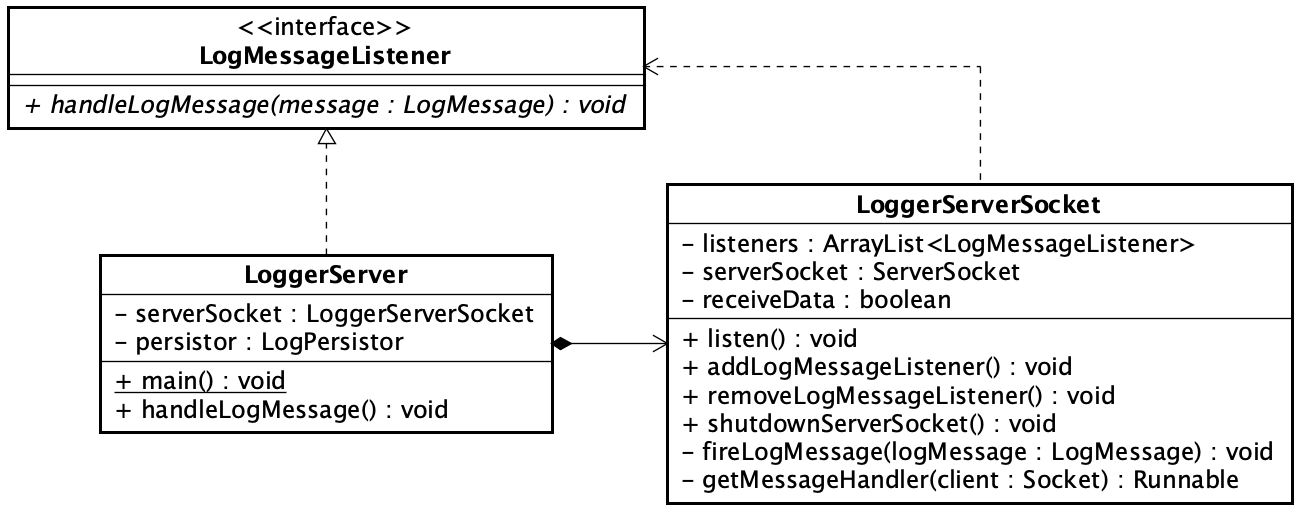 <<interface>>
LogMessageListener
+ handleLogMessage(message : LogMessage) : void
LoggerServer
– serverSocket : LoggerServerSocket
– persistor : LogPersistor
+ main() : void
+ handleLogMessage() : void
LoggerServerSocket
– listeners : ArrayList<LogMessageListener>
– serverSocket : ServerSocket
– receiveData : boolean
+ listen() : void
+ addLogMessageListener() : void
+ removeLogMessageListener() : void
+ shutdownServerSocket() : void
– fireLogMessage(logMessage : LogMessage) : void
– getMessageHandler(client : Socket) : Runnable